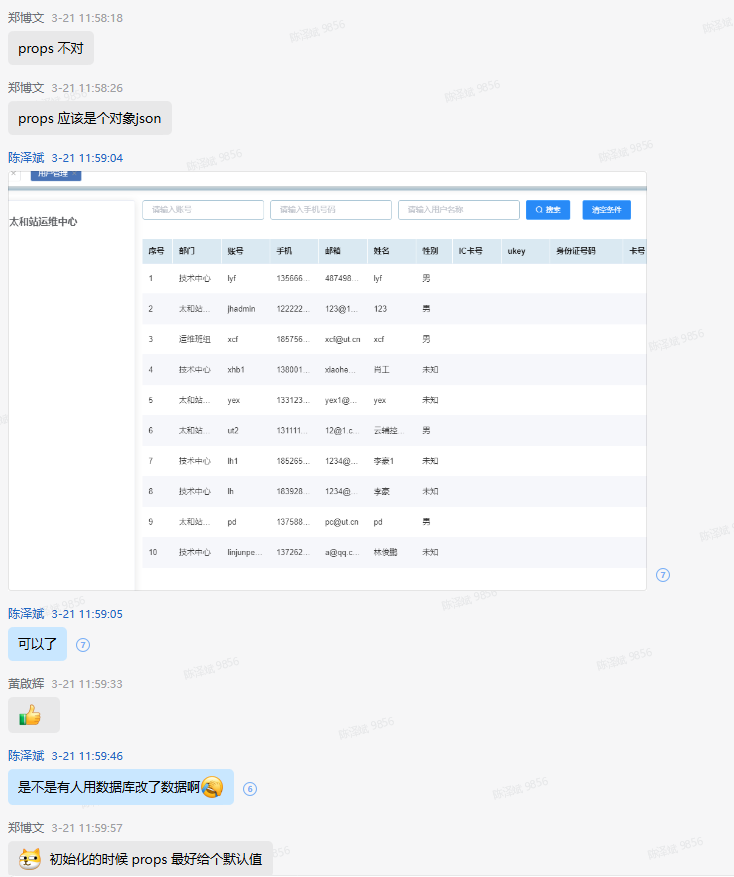 郑博文 3-21 11:58:18
props 不对
郑博文 3-21 11:58:26
props 应该是个对象json
陈泽斌 3-21 11:59:04
用户管理
太和站运维中心
请输入账号 请输入手机号码 请输入用户名称 搜索 清空条件
序号 部门 账号 手机 邮箱 姓名 性别 IC卡号 ukey 身份证号码 卡号
1 技术中心 lyf 135666... 487498... lyf 男
2 太和站... jhadmin 122222... 123@1... 123 男
3 运维班组 xcf 185756... xcf@ut.cn xcf 男
4 技术中心 xhb1 138001... xiaohe... 肖工 未知
5 太和站... yex 133123... yex1@... yex 未知
6 太和站... ut2 131111... 12@1.c... 男
7 技术中心 lh1 185265... 1234@... 李豪1 未知
8 技术中心 lh 183928... 1234@... 李豪 未知
9 太和站... pd 137588... pc@ut.cn pd 男
10 技术中心 linjunpe... 137262... a@qq.c... 林俊鹏 未知
7
陈泽斌 3-21 11:59:05
可以了
7
黄啟辉 3-21 11:59:33
陈泽斌 3-21 11:59:46
是不是有人用数据库改了数据啊
6
郑博文 3-21 11:59:57
初始化的时候 props 最好给个默认值
陈泽斌 9856